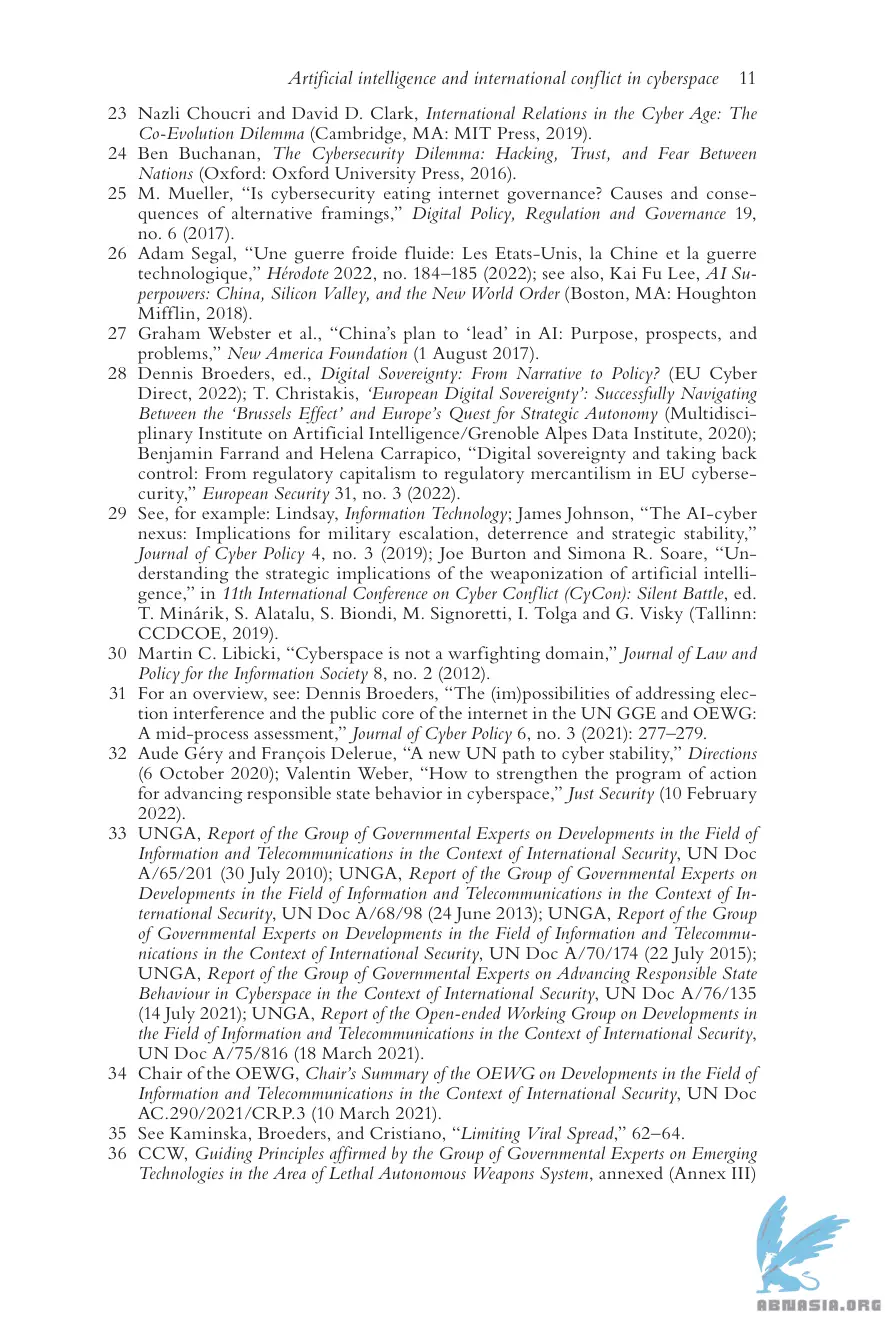 Artificial intelligence and international conflict in cyberspace 11
23 Nazli Choucri and David D. Clark, International Relations in the Cyber Age: The
Co-Evolution Dilemma (Cambridge, MA: MIT Press, 2019).
24 Ben Buchanan, The Cybersecurity Dilemma: Hacking, Trust, and Fear Between
Nations (Oxford: Oxford University Press, 2016).
25 M. Mueller, “Is cybersecurity eating internet governance? Causes and conse-
quences of alternative framings,” Digital Policy, Regulation and Governance 19,
no. 6 (2017).
26 Adam Segal, “Une guerre froide fluide: Les Etats-Unis, la Chine et la guerre
technologique,” Hérodote 2022, no. 184–185 (2022); see also, Kai Fu Lee, AI Su-
perpowers: China, Silicon Valley, and the New World Order (Boston, MA: Houghton
Mifflin, 2018).
27 Graham Webster et al., “China’s plan to ‘lead’ in AI: Purpose, prospects, and
problems,” New America Foundation (1 August 2017).
28 Dennis Broeders, ed., Digital Sovereignty: From Narrative to Policy? (EU Cyber
Direct, 2022); T. Christakis, ‘European Digital Sovereignty’: Successfully Navigating
Between the ‘Brussels Effect’ and Europe’s Quest for Strategic Autonomy (Multidisci-
plinary Institute on Artificial Intelligence/Grenoble Alpes Data Institute, 2020);
Benjamin Farrand and Helena Carrapico, “Digital sovereignty and taking back
control: From regulatory capitalism to regulatory mercantilism in EU cyberse-
curity,” European Security 31, no. 3 (2022).
29 See, for example: Lindsay, Information Technology; James Johnson, “The AI-cyber
nexus: Implications for military escalation, deterrence and strategic stability,”
Journal of Cyber Policy 4, no. 3 (2019); Joe Burton and Simona R. Soare, “Un-
derstanding the strategic implications of the weaponization of artificial intelli-
gence,” in 11th International Conference on Cyber Conflict (CyCon): Silent Battle, ed.
T. Minárik, S. Alatalu, S. Biondi, M. Signoretti, I. Tolga and G. Visky (Tallinn:
CCDCOE, 2019).
30 Martin C. Libicki, “Cyberspace is not a warfighting domain,” Journal of Law and
Policy for the Information Society 8, no. 2 (2012).
31 For an overview, see: Dennis Broeders, “The (im)possibilities of addressing elec-
tion interference and the public core of the internet in the UN GGE and OEWG:
A mid-process assessment,” Journal of Cyber Policy 6, no. 3 (2021): 277–279.
32 Aude Géry and François Delerue, “A new UN path to cyber stability,” Directions
(6 October 2020); Valentin Weber, “How to strengthen the program of action
for advancing responsible state behavior in cyberspace,” Just Security (10 February
2022).
33 UNGA, Report of the Group of Governmental Experts on Developments in the Field of
Information and Telecommunications in the Context of International Security, UN Doc
A/65/201 (30 July 2010); UNGA, Report of the Group of Governmental Experts on
Developments in the Field of Information and Telecommunications in the Context of In-
ternational Security, UN Doc A/68/98 (24 June 2013); UNGA, Report of the Group
of Governmental Experts on Developments in the Field of Information and Telecommu-
nications in the Context of International Security, UN Doc A/70/174 (22 July 2015);
UNGA, Report of the Group of Governmental Experts on Advancing Responsible State
Behaviour in Cyberspace in the Context of International Security, UN Doc A/76/135
(14 July 2021); UNGA, Report of the Open-ended Working Group on Developments in
the Field of Information and Telecommunications in the Context of International Security,
UN Doc A/75/816 (18 March 2021).
34 Chair of the OEWG, Chair’s Summary of the OEWG on Developments in the Field of
Information and Telecommunications in the Context of International Security, UN Doc
AC.290/2021/CRP.3 (10 March 2021).
35 See Kaminska, Broeders, and Cristiano, “Limiting Viral Spread,” 62–64.
36 CCW, Guiding Principles affirmed by the Group of Governmental Experts on Emerging
Technologies in the Area of Lethal Autonomous Weapons System, annexed (Annex III)
ABNASIA.ORG